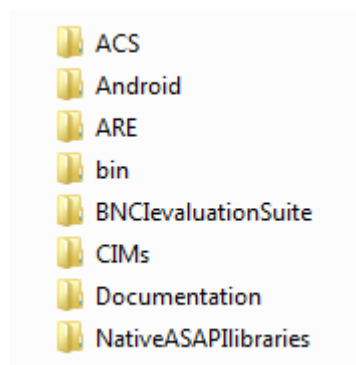 ACS
Android
ARE
bin
BNCIevaluationSuite
CIMs
Documentation
NativeASAPIlibraries